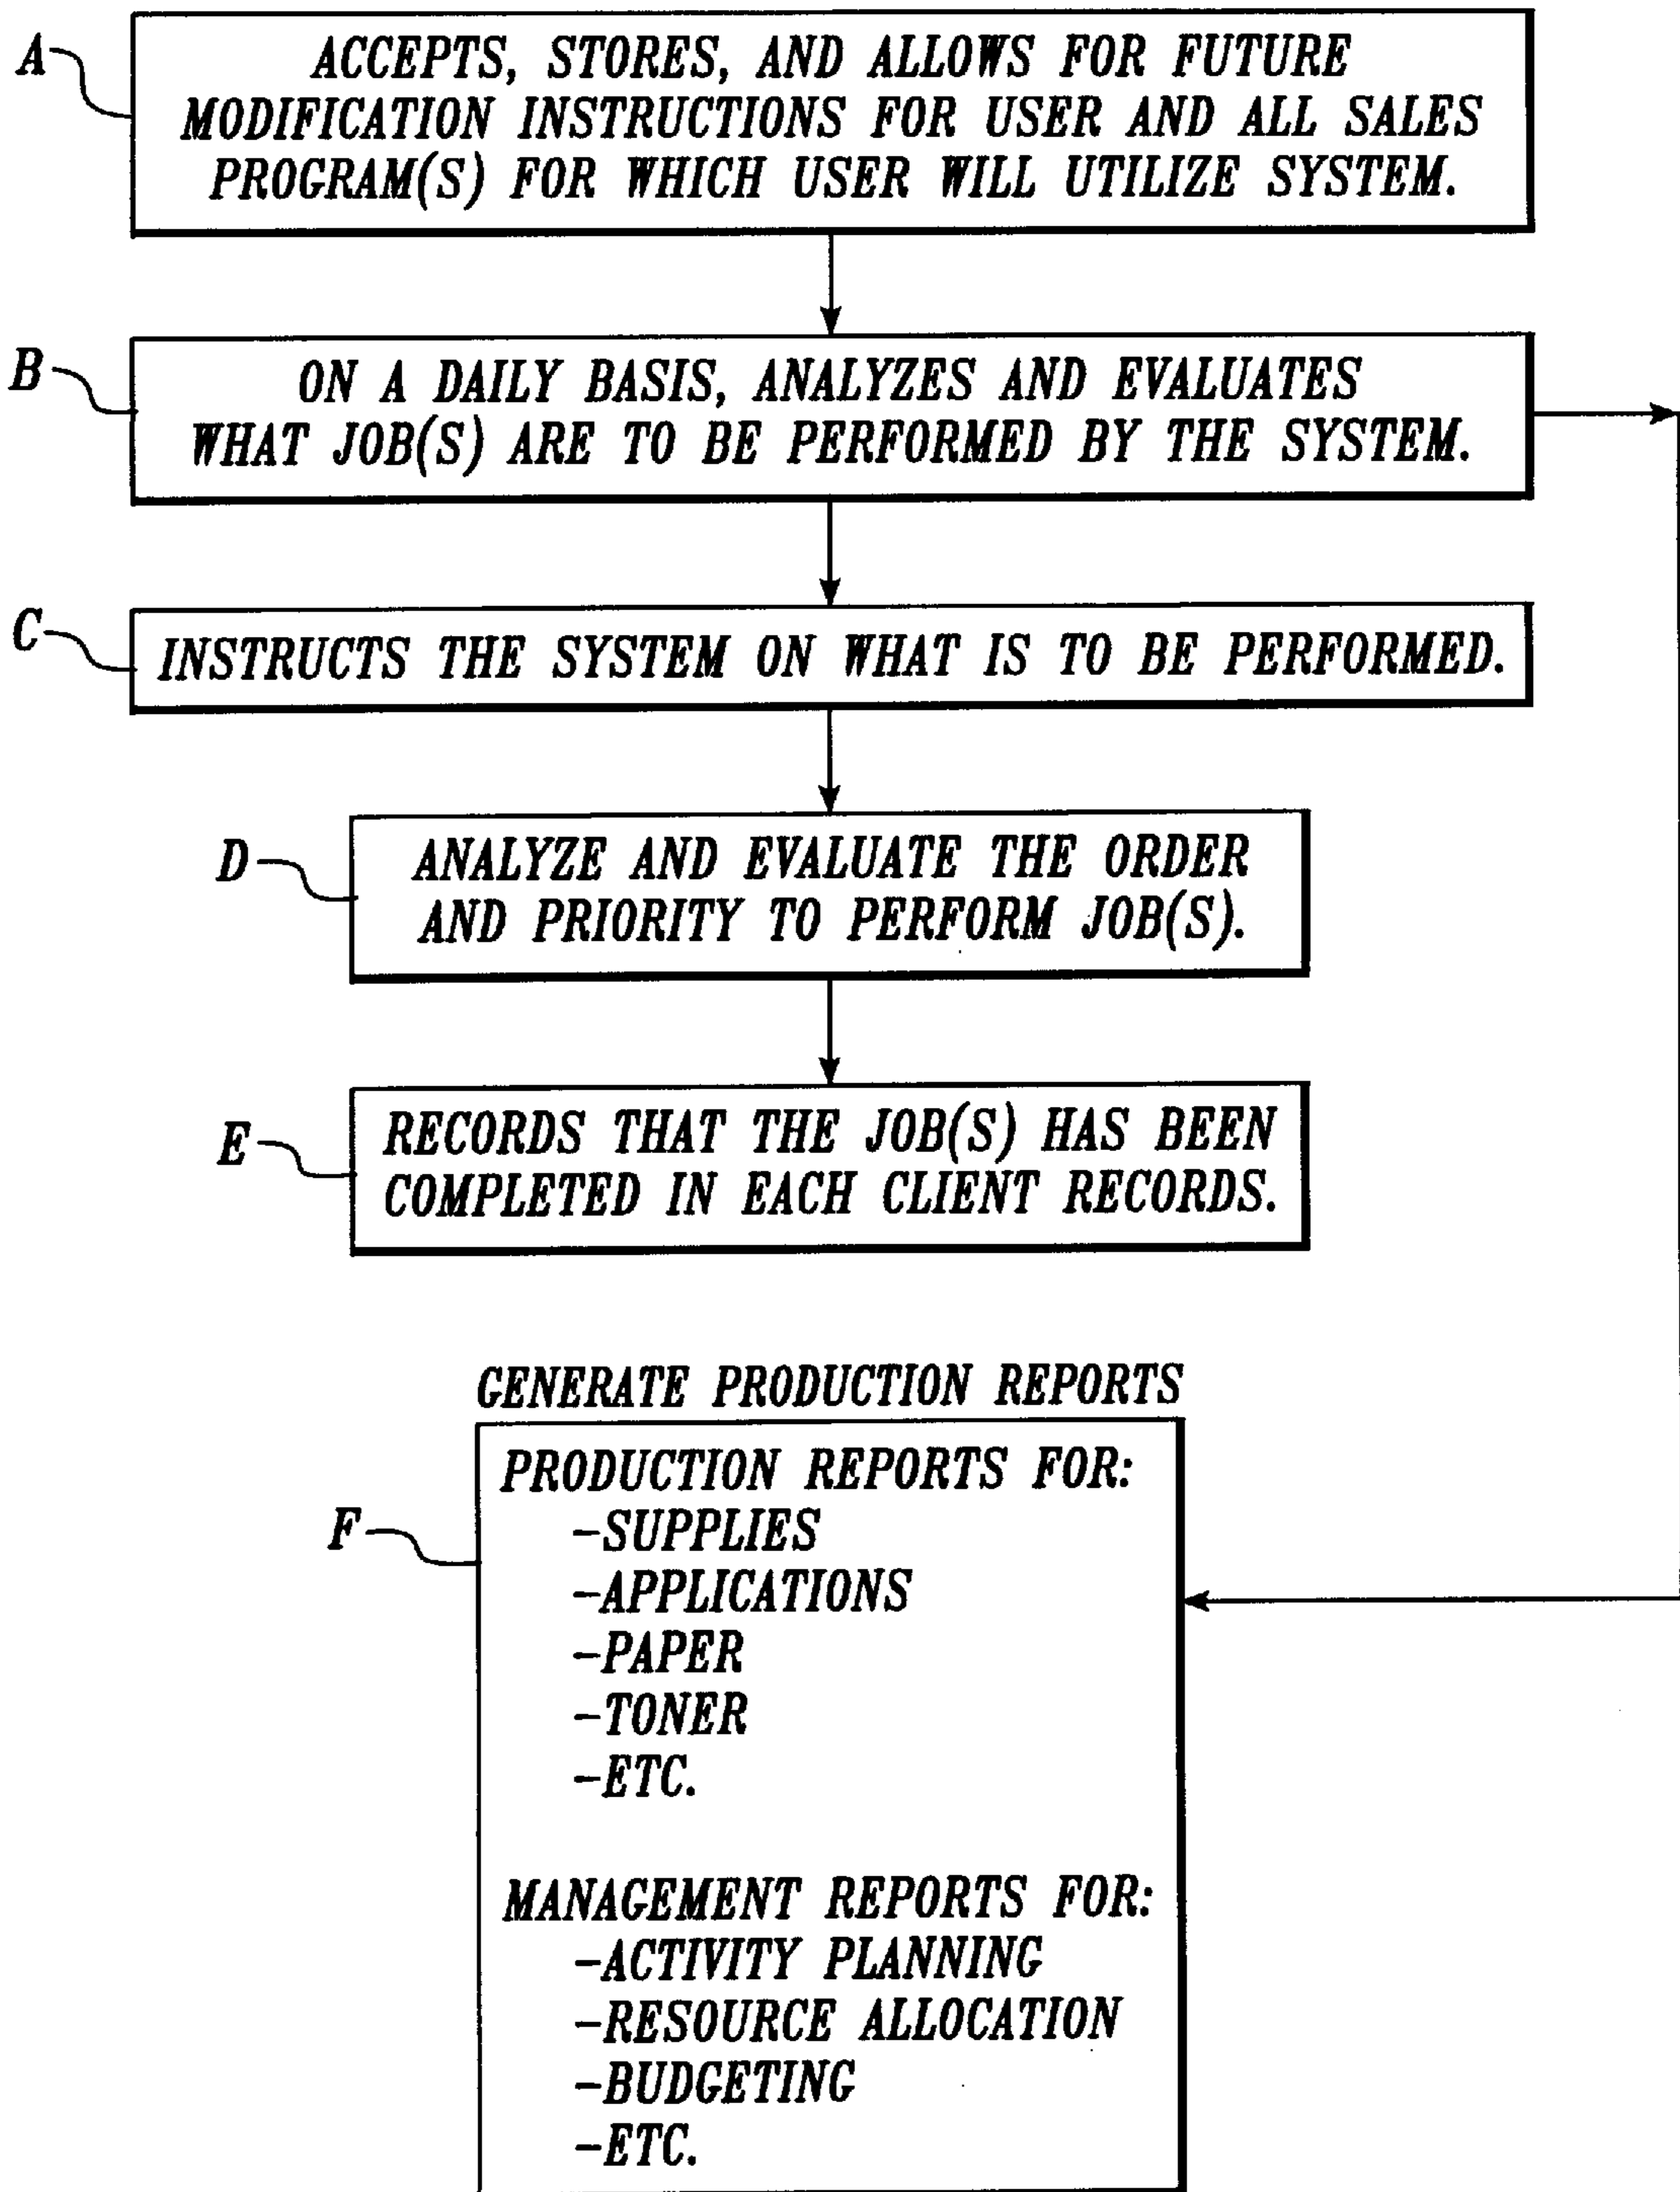 A
ACCEPTS, STORES, AND ALLOWS FOR FUTURE
MODIFICATION INSTRUCTIONS FOR USER AND ALL SALES
PROGRAM(S) FOR WHICH USER WILL UTILIZE SYSTEM.
B
ON A DAILY BASIS, ANALYZES AND EVALUATES
WHAT JOB(S) ARE TO BE PERFORMED BY THE SYSTEM.
C
INSTRUCTS THE SYSTEM ON WHAT IS TO BE PERFORMED.
D
ANALYZE AND EVALUATE THE ORDER
AND PRIORITY TO PERFORM JOB(S).
E
RECORDS THAT THE JOB(S) HAS BEEN
COMPLETED IN EACH CLIENT RECORDS.
GENERATE PRODUCTION REPORTS
F
PRODUCTION REPORTS FOR:
-SUPPLIES
-APPLICATIONS
-PAPER
-TONER
-ETC.
MANAGEMENT REPORTS FOR:
-ACTIVITY PLANNING
-RESOURCE ALLOCATION
-BUDGETING
-ETC.